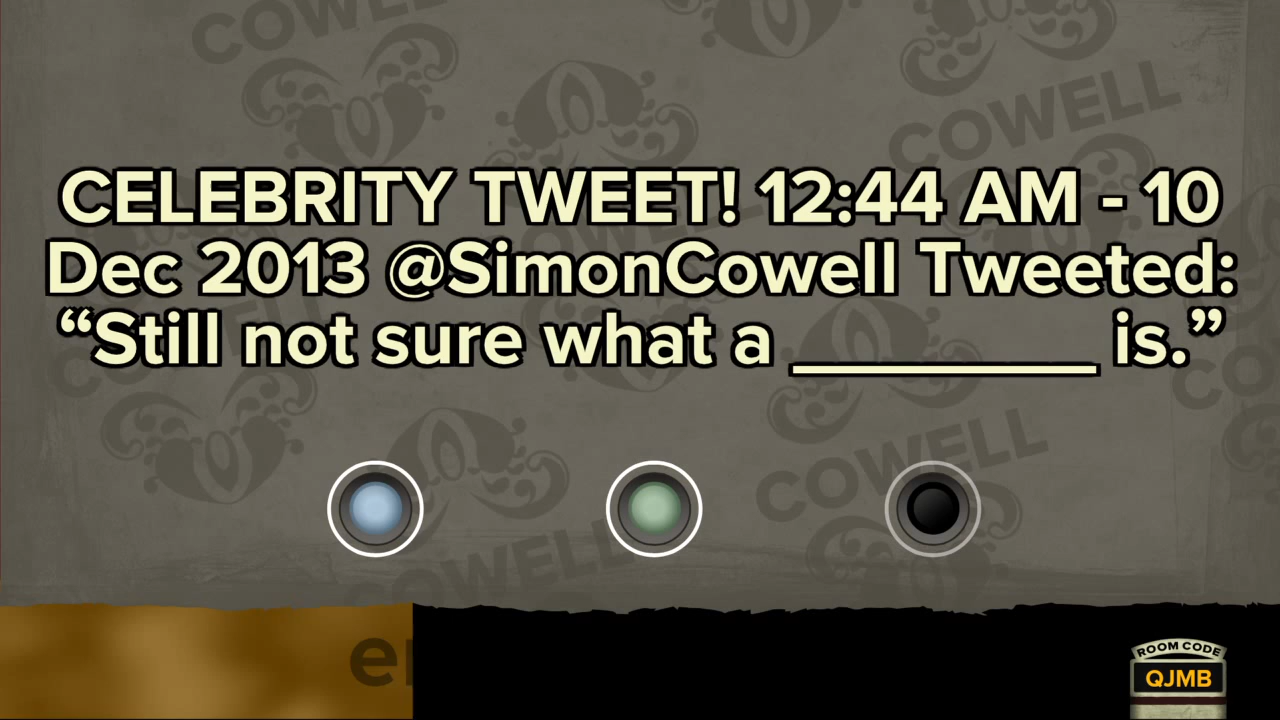 COWELL
COWELL
CELEBRITY TWEET! 12:44 AM - 10
Dec 2013 @SimonCowell Tweeted:
“Still not sure what a ________ is.”
COWELL
COWELL
ROOM CODE
QJMB